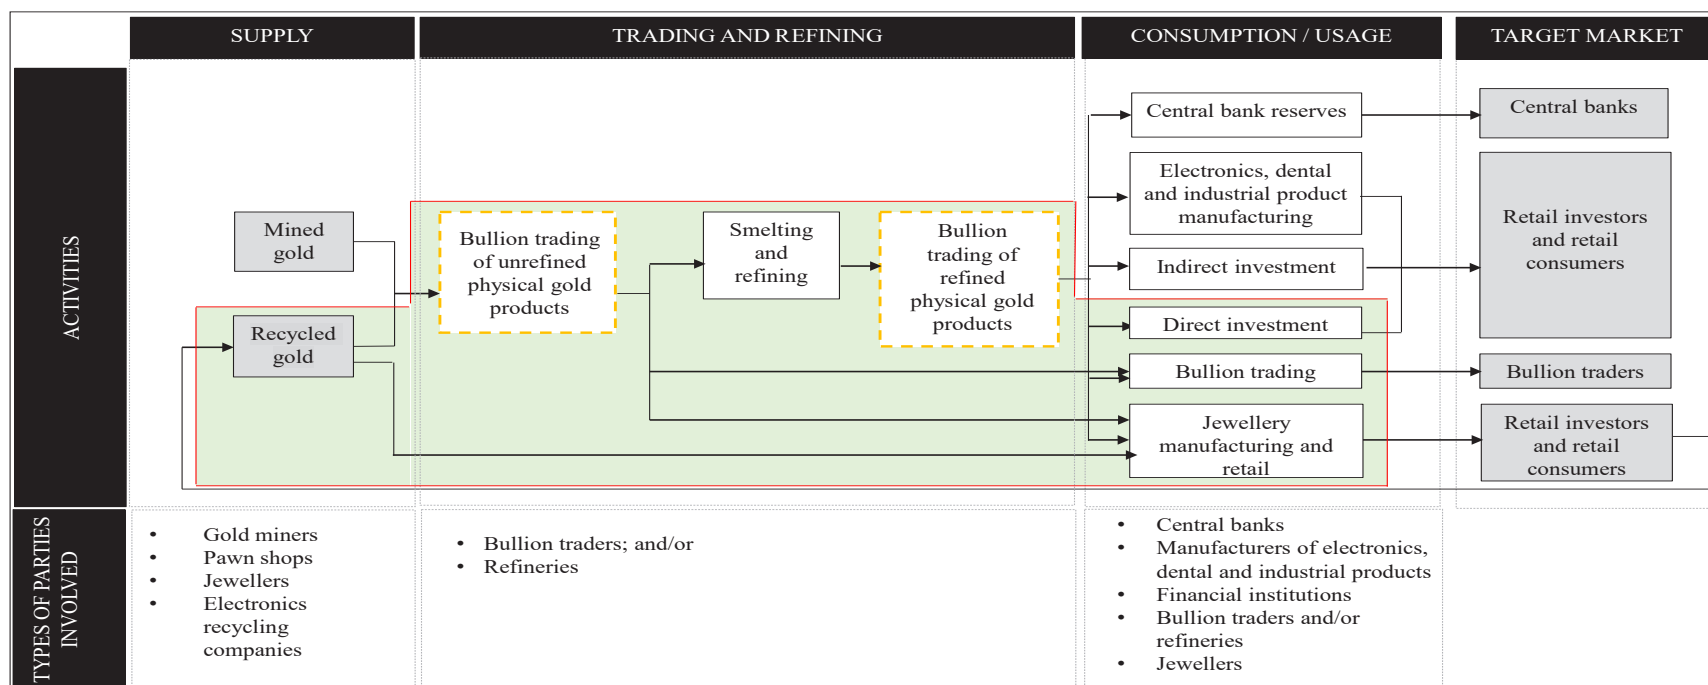 SUPPLY
TRADING AND REFINING
CONSUMPTION / USAGE
TARGET MARKET
ACTIVITIES
Mined
gold
Recycled
gold
Bullion trading
of unrefined
physical gold
products
Smelting
and
refining
Bullion
trading of
refined
physical gold
products
Central bank reserves
Electronics, dental
and industrial product
manufacturing
Indirect investment
Direct investment
Bullion trading
Jewellery
manufacturing and
retail
Central banks
Retail investors
and retail
consumers
Bullion traders
Retail investors
and retail
consumers
TYPES OF PARTIES
INVOLVED
• Gold miners
• Pawn shops
• Jewellers
• Electronics
recycling
companies
• Bullion traders; and/or
• Refineries
• Central banks
• Manufacturers of electronics,
dental and industrial products
• Financial institutions
• Bullion traders and/or
refineries
• Jewellers